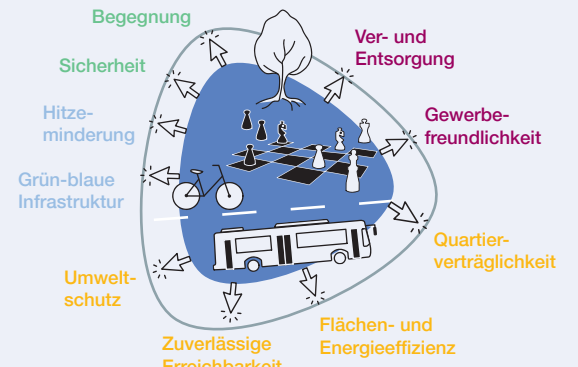 Begegnung
Sicherheit
Hitze-
minderung
Grün-blaue
Infrastruktur
Umwelt-
schutz
Zuverlässige
Erreichbarkeit
Flächen- und
Energieeffizienz
Quartier-
verträglichkeit
Gewerbe-
freundlichkeit
Ver- und
Entsorgung